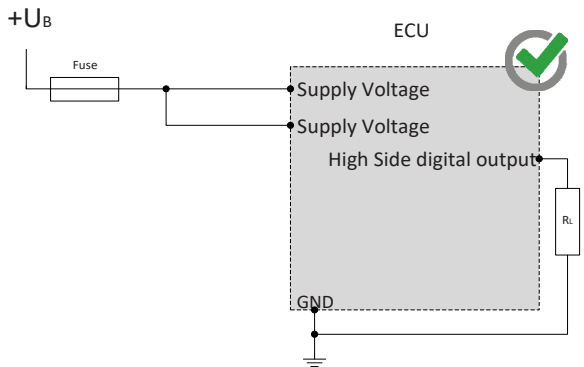 +UB
ECU
Fuse
Supply Voltage
Supply Voltage
High Side digital output
RL
GND